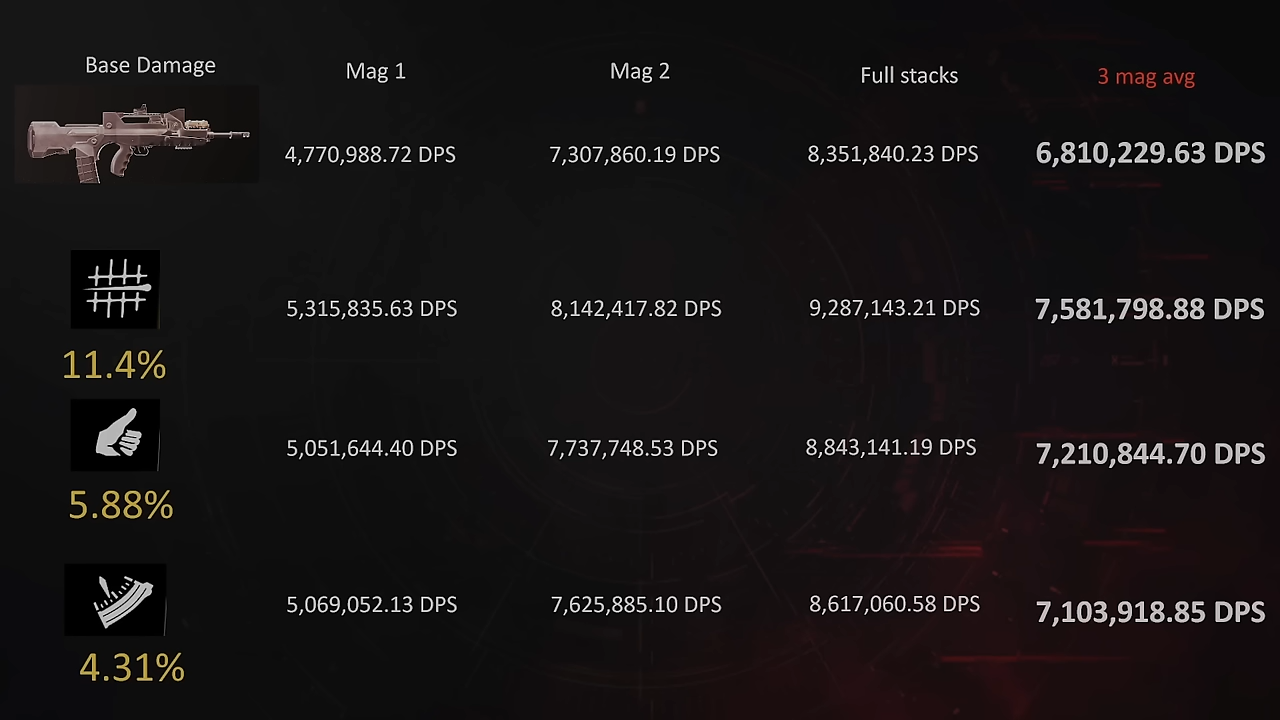 Base Damage Mag 1 Mag 2 Full stacks 3 mag avg
4,770,988.72 DPS 7,307,860.19 DPS 8,351,840.23 DPS 6,810,229.63 DPS
5,315,835.63 DPS 8,142,417.82 DPS 9,287,143.21 DPS 7,581,798.88 DPS
11.4%
5,051,644.40 DPS 7,737,748.53 DPS 8,843,141.19 DPS 7,210,844.70 DPS
5.88%
5,069,052.13 DPS 7,625,885.10 DPS 8,617,060.58 DPS 7,103,918.85 DPS
4.31%